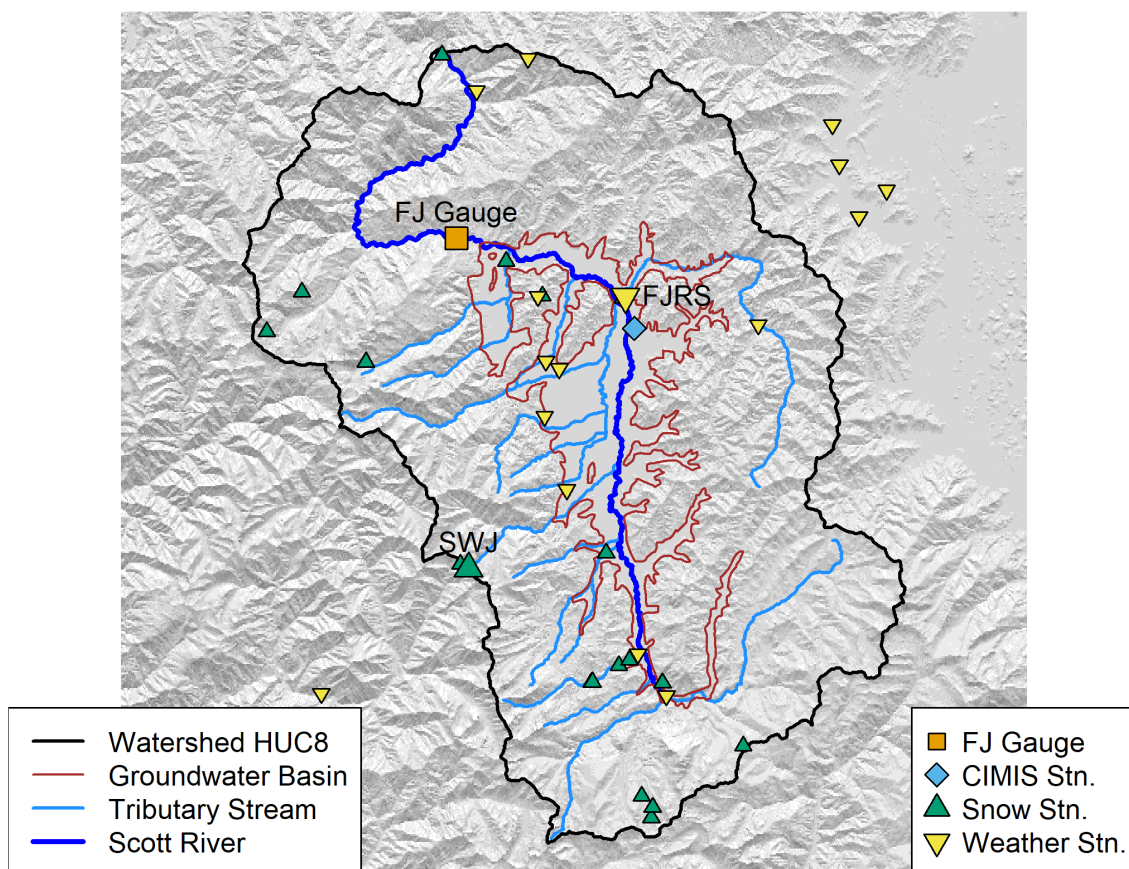 FJ Gauge
FJRS
SWJ
Watershed HUC8
Groundwater Basin
Tributary Stream
Scott River
FJ Gauge
CIMIS Stn.
Snow Stn.
Weather Stn.